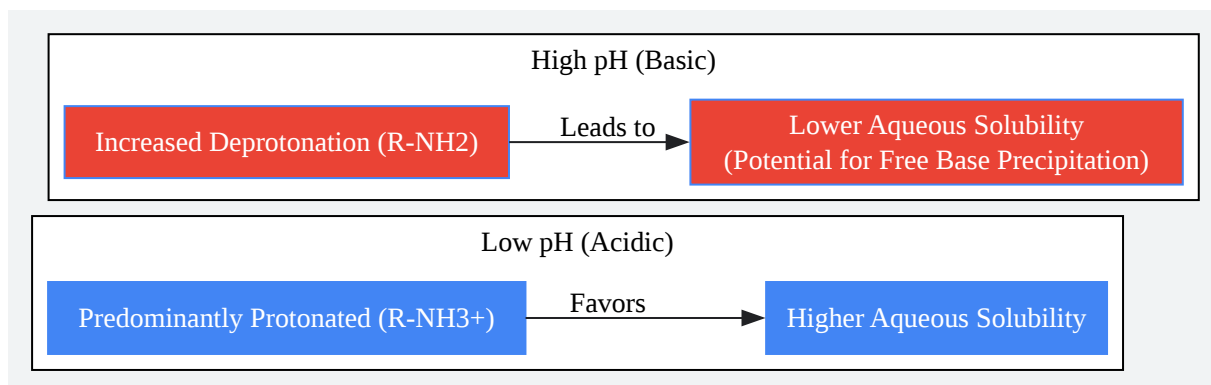 High pH (Basic)
Increased Deprotonation (R-NH2)
Leads to
Lower Aqueous Solubility
(Potential for Free Base Precipitation)
Low pH (Acidic)
Predominantly Protonated (R-NH3+)
Favors
Higher Aqueous Solubility